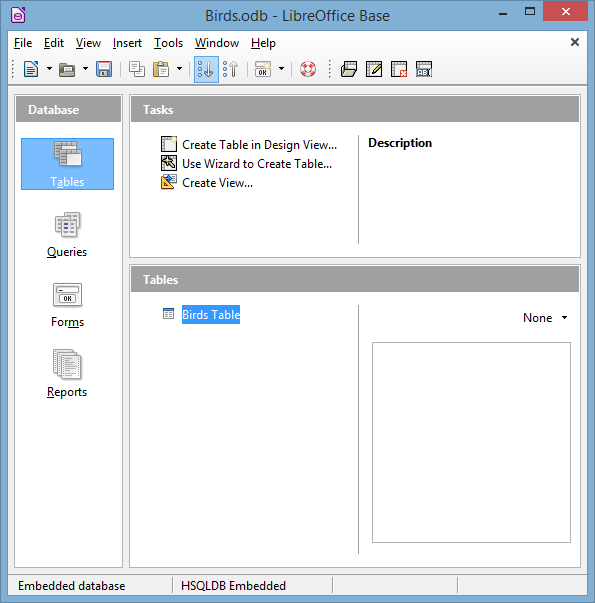 Birds.odb - LibreOffice Base
File Edit View Insert Tools Window Help
Database
Tables
Queries
Forms
Reports
Tasks
Create Table in Design View...
Use Wizard to Create Table...
Create View...
Description
Tables
Birds Table
None
Embedded database HSQLDB Embedded